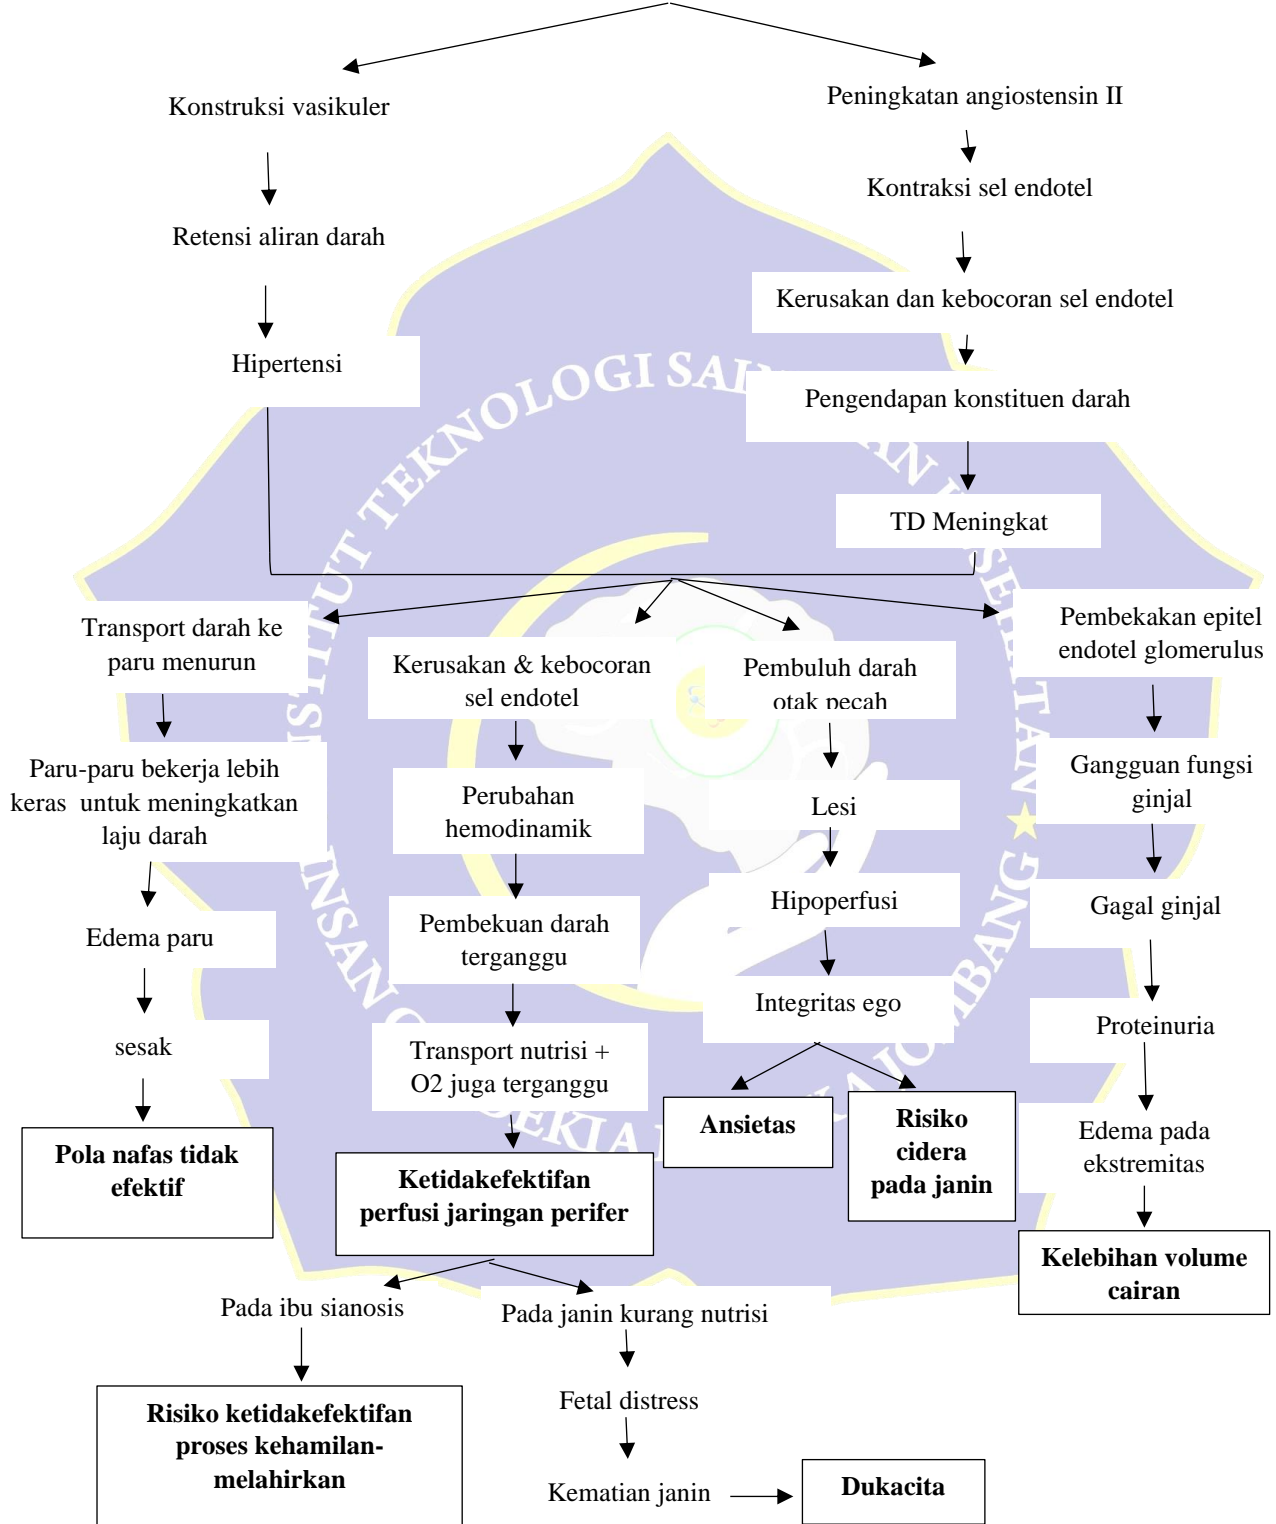 Konstruksi vasikuler
Peningkatan angiostensin II
Kontraksi sel endotel
Retensi aliran darah
Kerusakan dan kebocoran sel endotel
Hipertensi
Pengendapan konstituen darah
TD Meningkat
Transport darah ke
paru menurun
Kerusakan & kebocoran
sel endotel
Pembuluh darah
otak pecah
Pembekakan epitel
endotel glomerulus
Paru-paru bekerja lebih
keras untuk meningkatkan
laju darah
Perubahan
hemodinamik
Lesi
Gangguan fungsi
ginjal
Edema paru
Pembekuan darah
terganggu
Hipoperfusi
Gagal ginjal
sesak
Transport nutrisi +
O2 juga terganggu
Integritas ego
Proteinuria
Pola nafas tidak
efektif
Ketidakefektifan
perfusi jaringan perifer
Ansietas
Risiko
cidera
pada janin
Edema pada
ekstremitas
Kelebihan volume
cairan
Pada ibu sianosis
Pada janin kurang nutrisi
Risiko ketidakefektifan
proses kehamilan-
melahirkan
Fetal distress
Kematian janin
Dukacita
INSTITUT TEKNOLOGI
INSAN